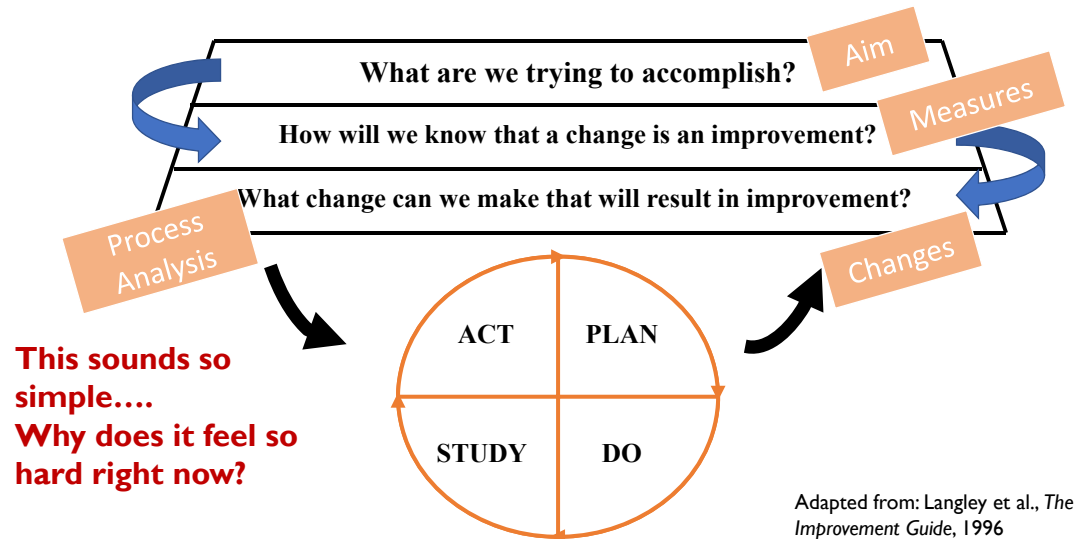 What are we trying to accomplish?
Aim
How will we know that a change is an improvement?
Measures
What change can we make that will result in improvement?
Process
Analysis
Changes
ACT
PLAN
STUDY
DO
This sounds so
simple….
Why does it feel so
hard right now?
Adapted from: Langley et al., The
Improvement Guide, 1996